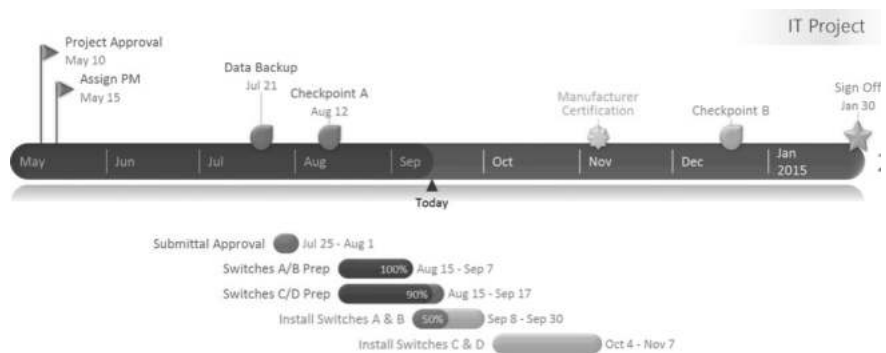 IT Project
Project Approval
May 10
Assign PM
May 15
Data Backup
Jul 21
Checkpoint A
Aug 12
Manufacturer
Certification
Checkpoint B
Sign Off
Jan 30
May Jun Jul Aug Sep Oct Nov Dec Jan
2015
Today
Submittal Approval Jul 25 - Aug 1
Switches A/B Prep 100% Aug 15 - Sep 7
Switches C/D Prep 90% Aug 15 - Sep 17
Install Switches A & B 50% Sep 8 - Sep 30
Install Switches C & D Oct 4 - Nov 7